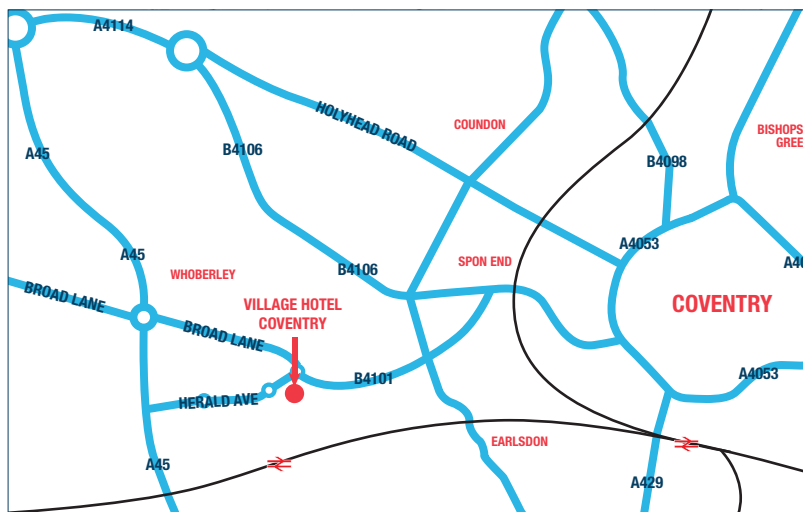 A4114
HOLYHEAD ROAD
COUNDON
BISHOPS
GREE
A45
B4106
B4098
A45
WHOBERLEY
B4106
SPON END
A4053
A40
BROAD LANE
VILLAGE HOTEL
COVENTRY
COVENTRY
BROAD LANE
B4101
A4053
HERALD AVE
EARLSDON
A45
A429